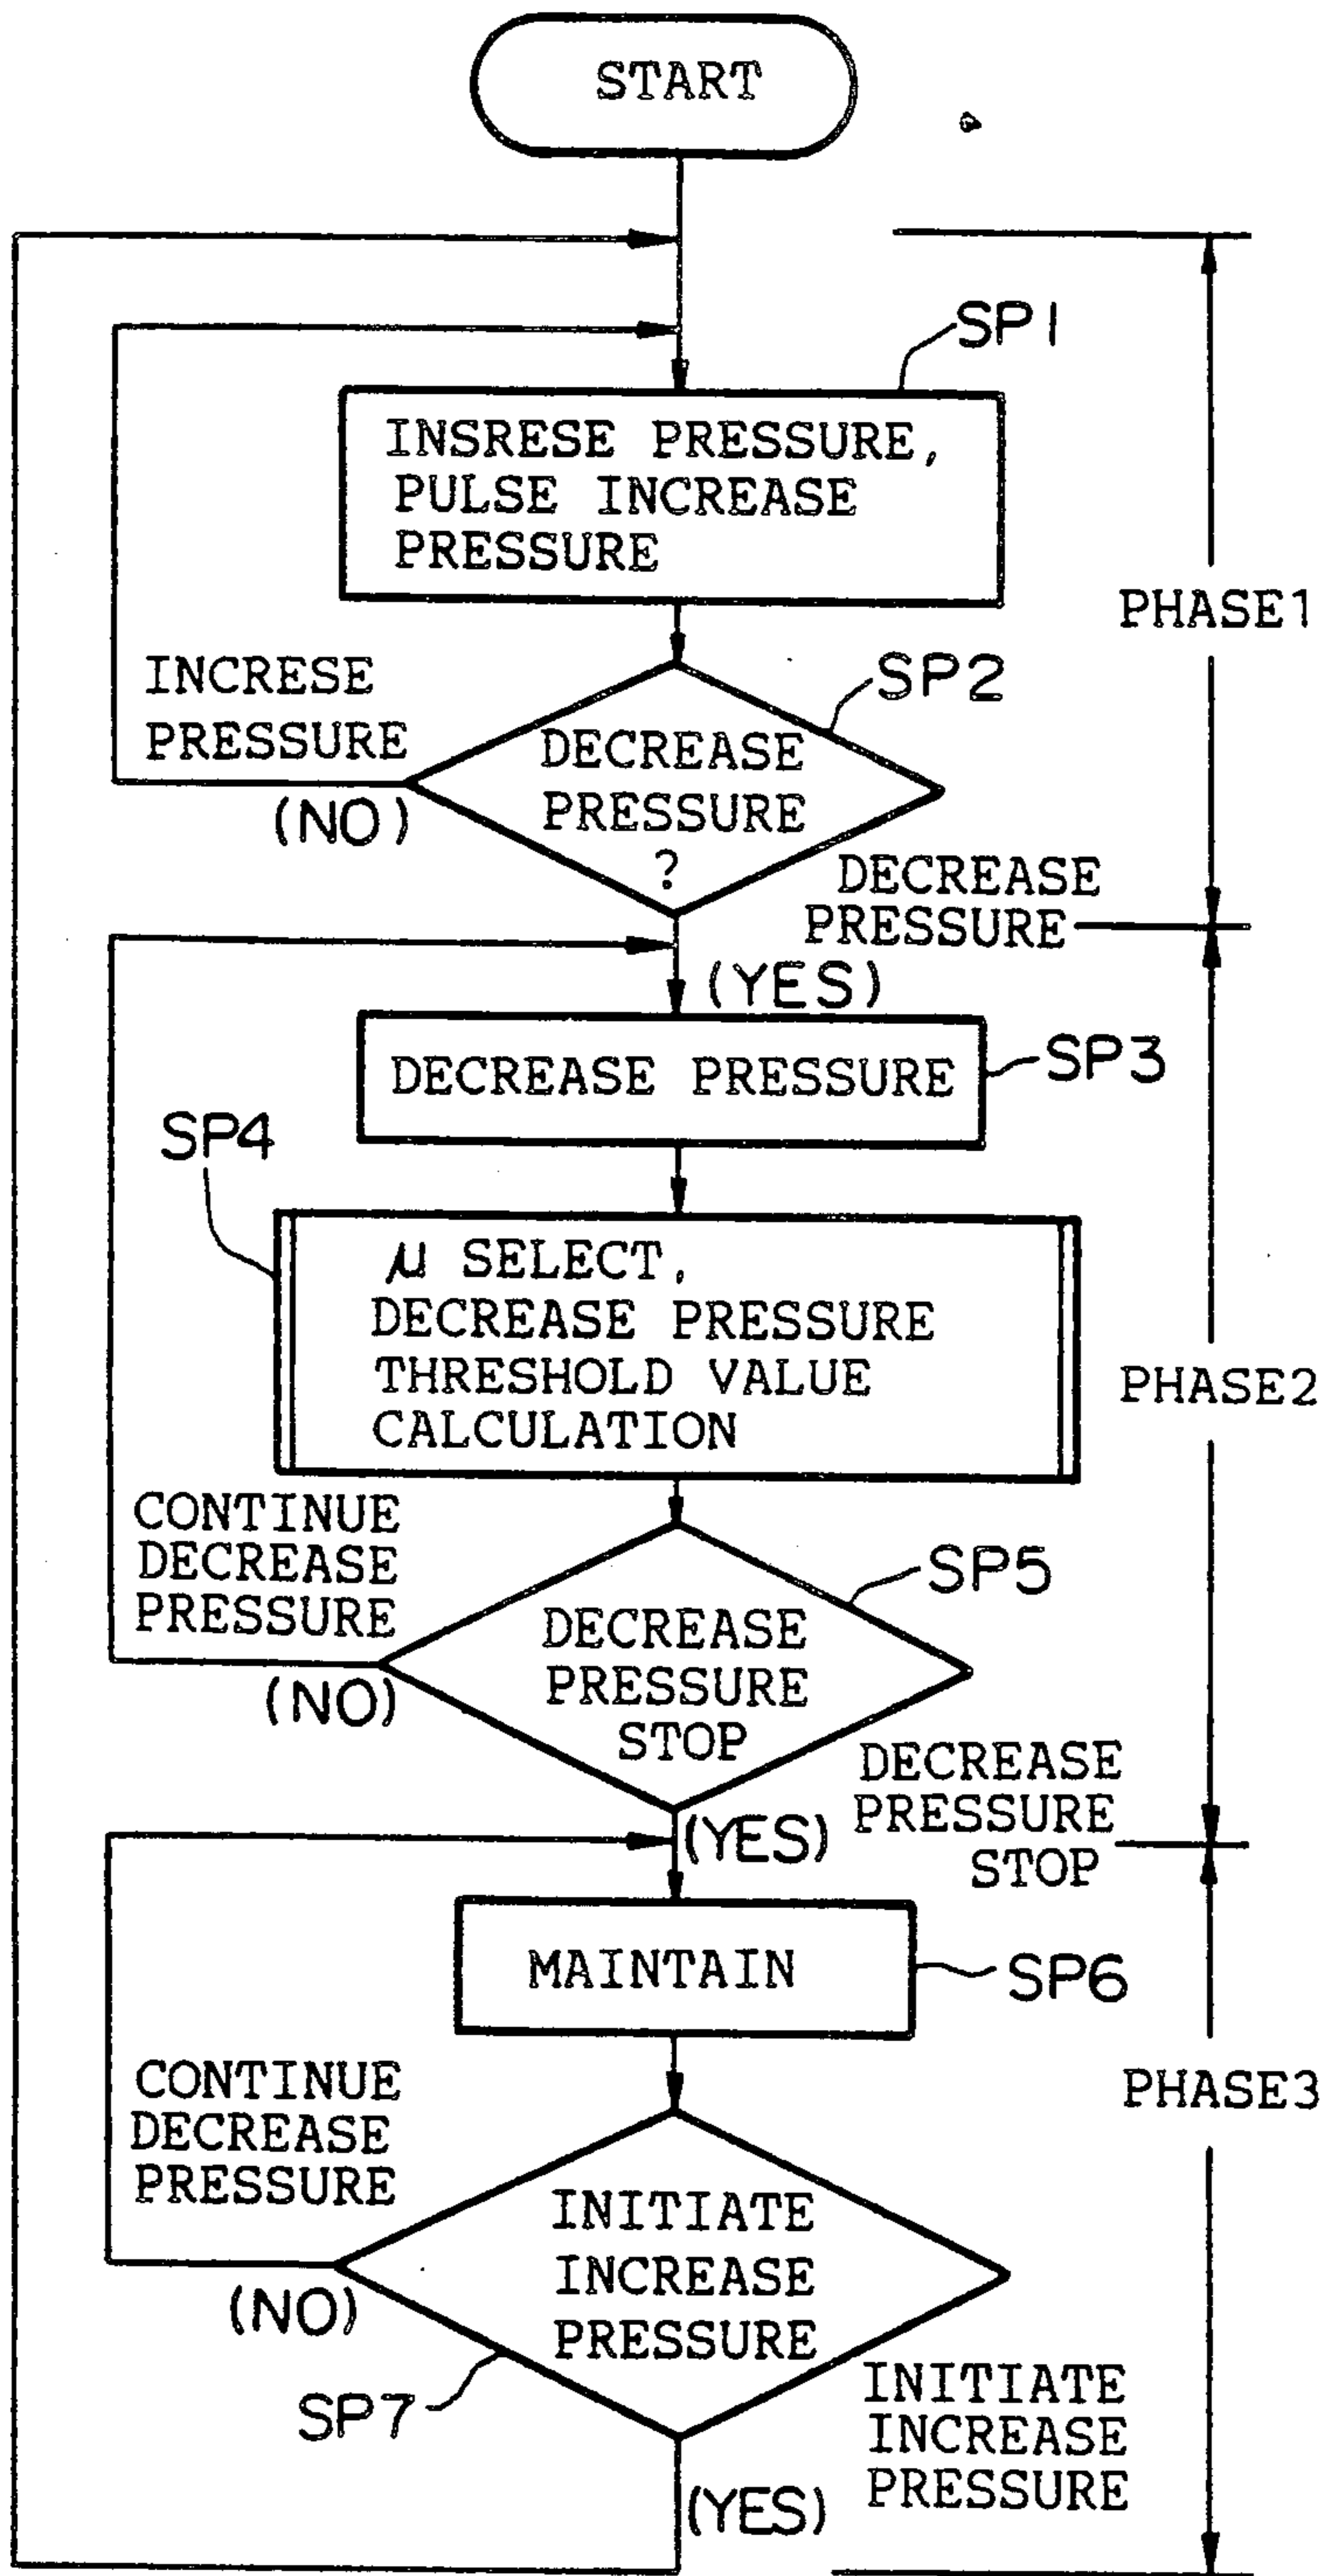 START
SP1
INSRESE PRESSURE,
PULSE INCREASE
PRESSURE
PHASE1
INCRESE
PRESSURE
SP2
DECREASE
PRESSURE
?
(NO)
DECREASE
PRESSURE
(YES)
DECREASE PRESSURE
SP3
SP4
μ SELECT,
DECREASE PRESSURE
THRESHOLD VALUE
CALCULATION
PHASE2
CONTINUE
DECREASE
PRESSURE
SP5
DECREASE
PRESSURE
STOP
(NO)
DECREASE
PRESSURE
STOP
(YES)
MAINTAIN
SP6
CONTINUE
DECREASE
PRESSURE
PHASE3
INITIATE
INCREASE
PRESSURE
(NO)
SP7
INITIATE
INCREASE
PRESSURE
(YES)